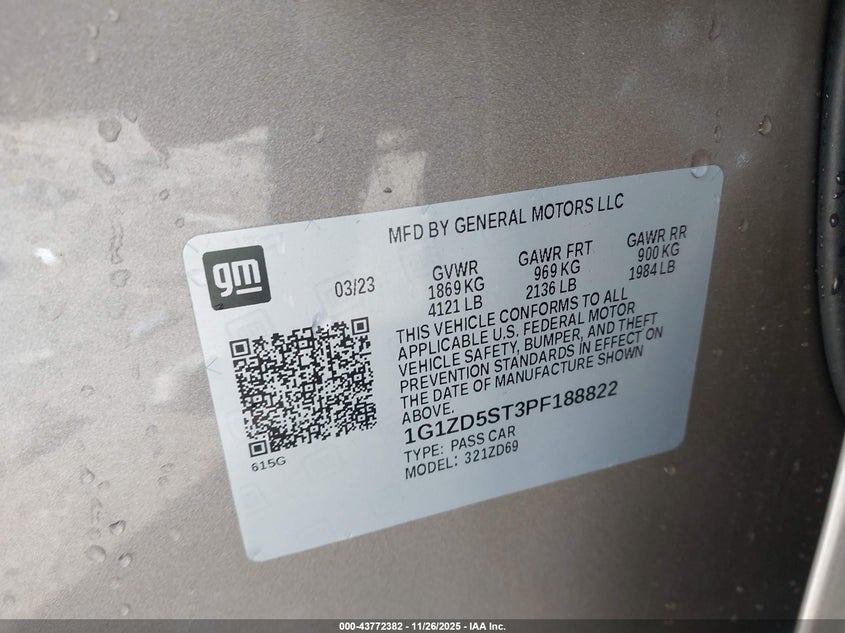 MFD BY GENERAL MOTORS LLC
gm
03/23
GVWR
1869 KG
4121 LB
GAWR FRT
969 KG
2136 LB
GAWR RR
900 KG
1984 LB
THIS VEHICLE CONFORMS TO ALL
APPLICABLE U.S. FEDERAL MOTOR
VEHICLE SAFETY, BUMPER, AND THEFT
PREVENTION STANDARDS IN EFFECT ON
THE DATE OF MANUFACTURE SHOWN
ABOVE.
1G1ZD5ST3PF188822
TYPE: PASS CAR
MODEL: 321ZD69
615G
000-43772382 - 11/26/2025 - IAA Inc.